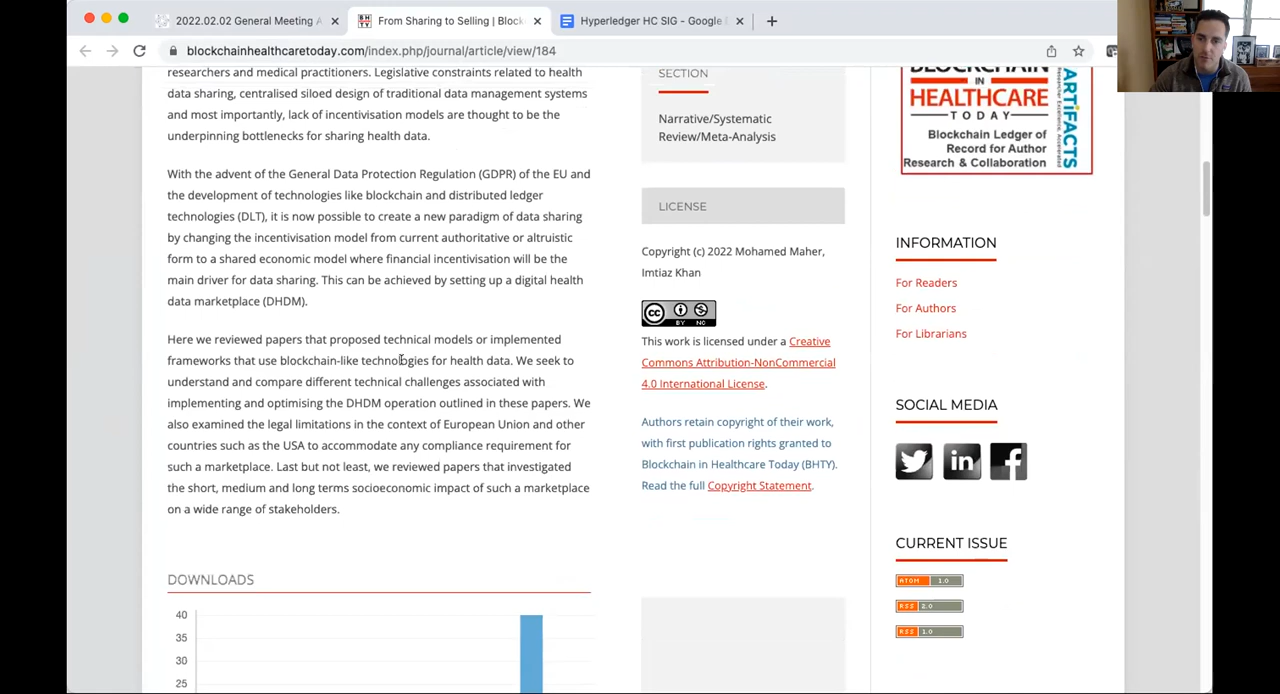 2022.02.02 General Meeting A
From Sharing to Selling | Block
Hyperledger HC SIG - Google
blockchainhealthcaretoday.com/index.php/journal/article/view/184
researchers and medical practitioners. Legislative constraints related to health
data sharing, centralised siloed design of traditional data management systems
and most importantly, lack of incentivisation models are thought to be the
underpinning bottlenecks for sharing health data.
With the advent of the General Data Protection Regulation (GDPR) of the EU and
the development of technologies like blockchain and distributed ledger
technologies (DLT), it is now possible to create a new paradigm of data sharing
by changing the incentivisation model from current authoritative or altruistic
form to a shared economic model where financial incentivisation will be the
main driver for data sharing. This can be achieved by setting up a digital health
data marketplace (DHDM).
Here we reviewed papers that proposed technical models or implemented
frameworks that use blockchain-like technologies for health data. We seek to
understand and compare different technical challenges associated with
implementing and optimising the DHDM operation outlined in these papers. We
also examined the legal limitations in the context of European Union and other
countries such as the USA to accommodate any compliance requirement for
such a marketplace. Last but not least, we reviewed papers that investigated
the short, medium and long terms socioeconomic impact of such a marketplace
on a wide range of stakeholders.
DOWNLOADS
40
35
30
25
SECTION
Narrative/Systematic
Review/Meta-Analysis
LICENSE
Copyright (c) 2022 Mohamed Maher,
Imtiaz Khan
CC
BY NC
This work is licensed under a Creative
Commons Attribution-NonCommercial
4.0 International License.
Authors retain copyright of their work,
with first publication rights granted to
Blockchain in Healthcare Today (BHTY).
Read the full Copyright Statement.
BLOCKCHAIN
IN
HEALTHCARE
TODAY
Blockchain Ledger of
Record for Author
Research & Collaboration
ARTiFACTS
INFORMATION
For Readers
For Authors
For Librarians
SOCIAL MEDIA
CURRENT ISSUE
ATOM 1.0
RSS 2.0
RSS 1.0